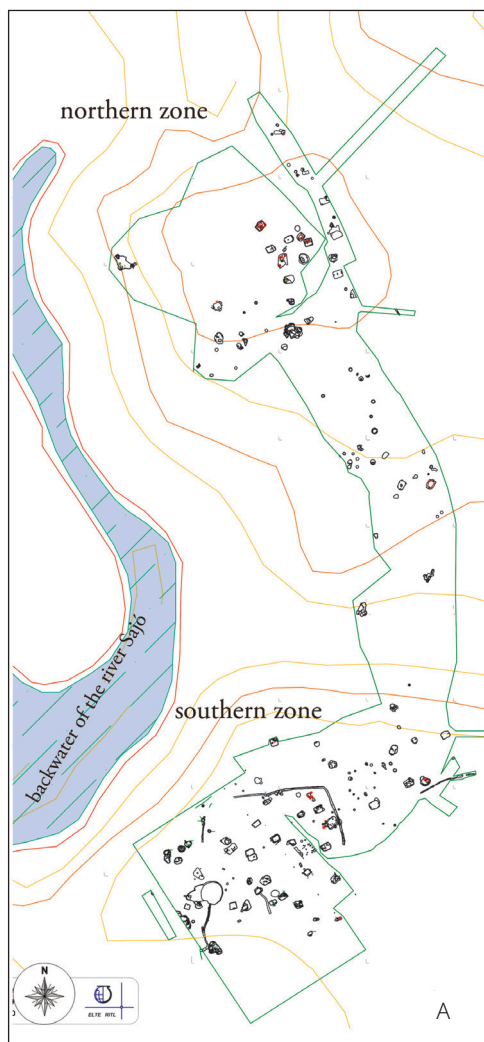 northern zone
backwater of the river Sajó
southern zone
N
ELTE RITL
A